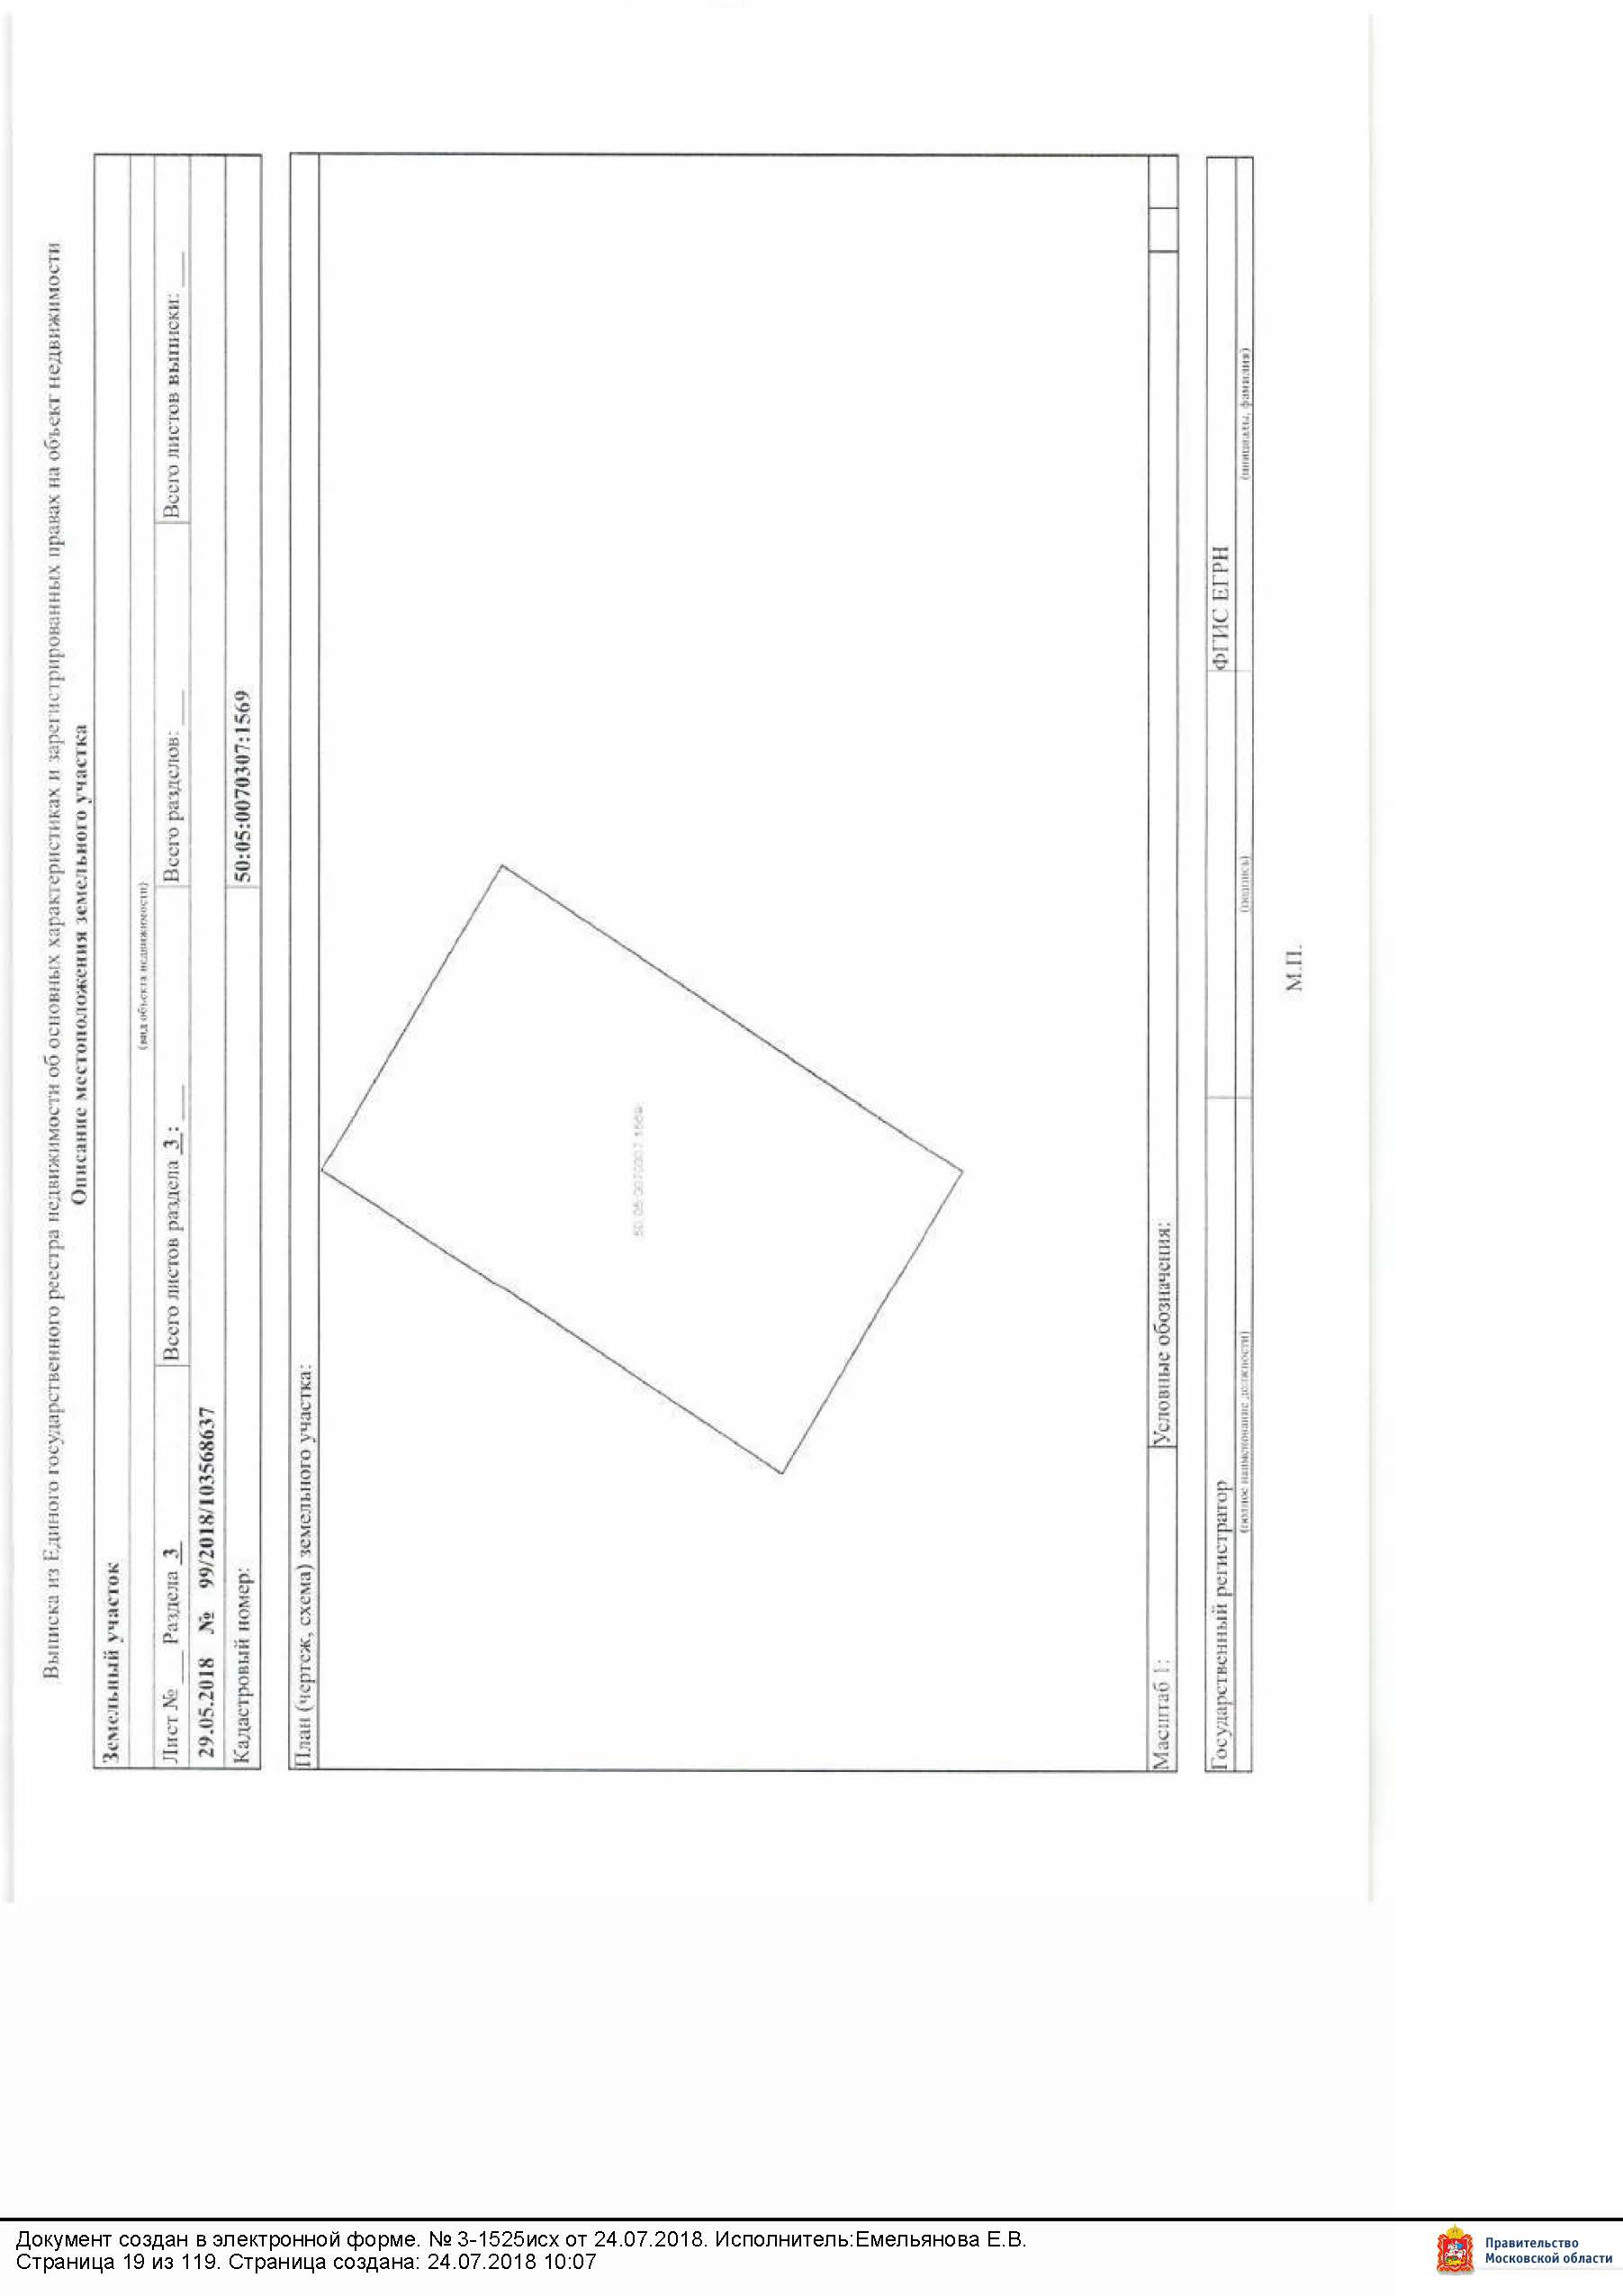 Выписка из Единого государственного реестра недвижимости об основных характеристиках и зарегистрированных правах на объект недвижимости
Описание местоположения земельного участка
Земельный участок
(вид объекта недвижимости)
Лист № ___ Раздела 3 Всего листов раздела 3 : ___ Всего разделов: ___ Всего листов выписки: ___
29.05.2018 № 99/2018/103568637
Кадастровый номер: 50:05:0070307:1569
План (чертеж, схема) земельного участка:
50:05:0070307:1569
Масштаб 1: Условные обозначения:
Государственный регистратор ФГИС ЕГРН
(полное наименование должности) (подпись) (инициалы, фамилия)
М.П.
Документ создан в электронной форме. № 3-1525исх от 24.07.2018. Исполнитель:Емельянова Е.В.
Страница 19 из 119. Страница создана: 24.07.2018 10:07
Правительство
Московской области